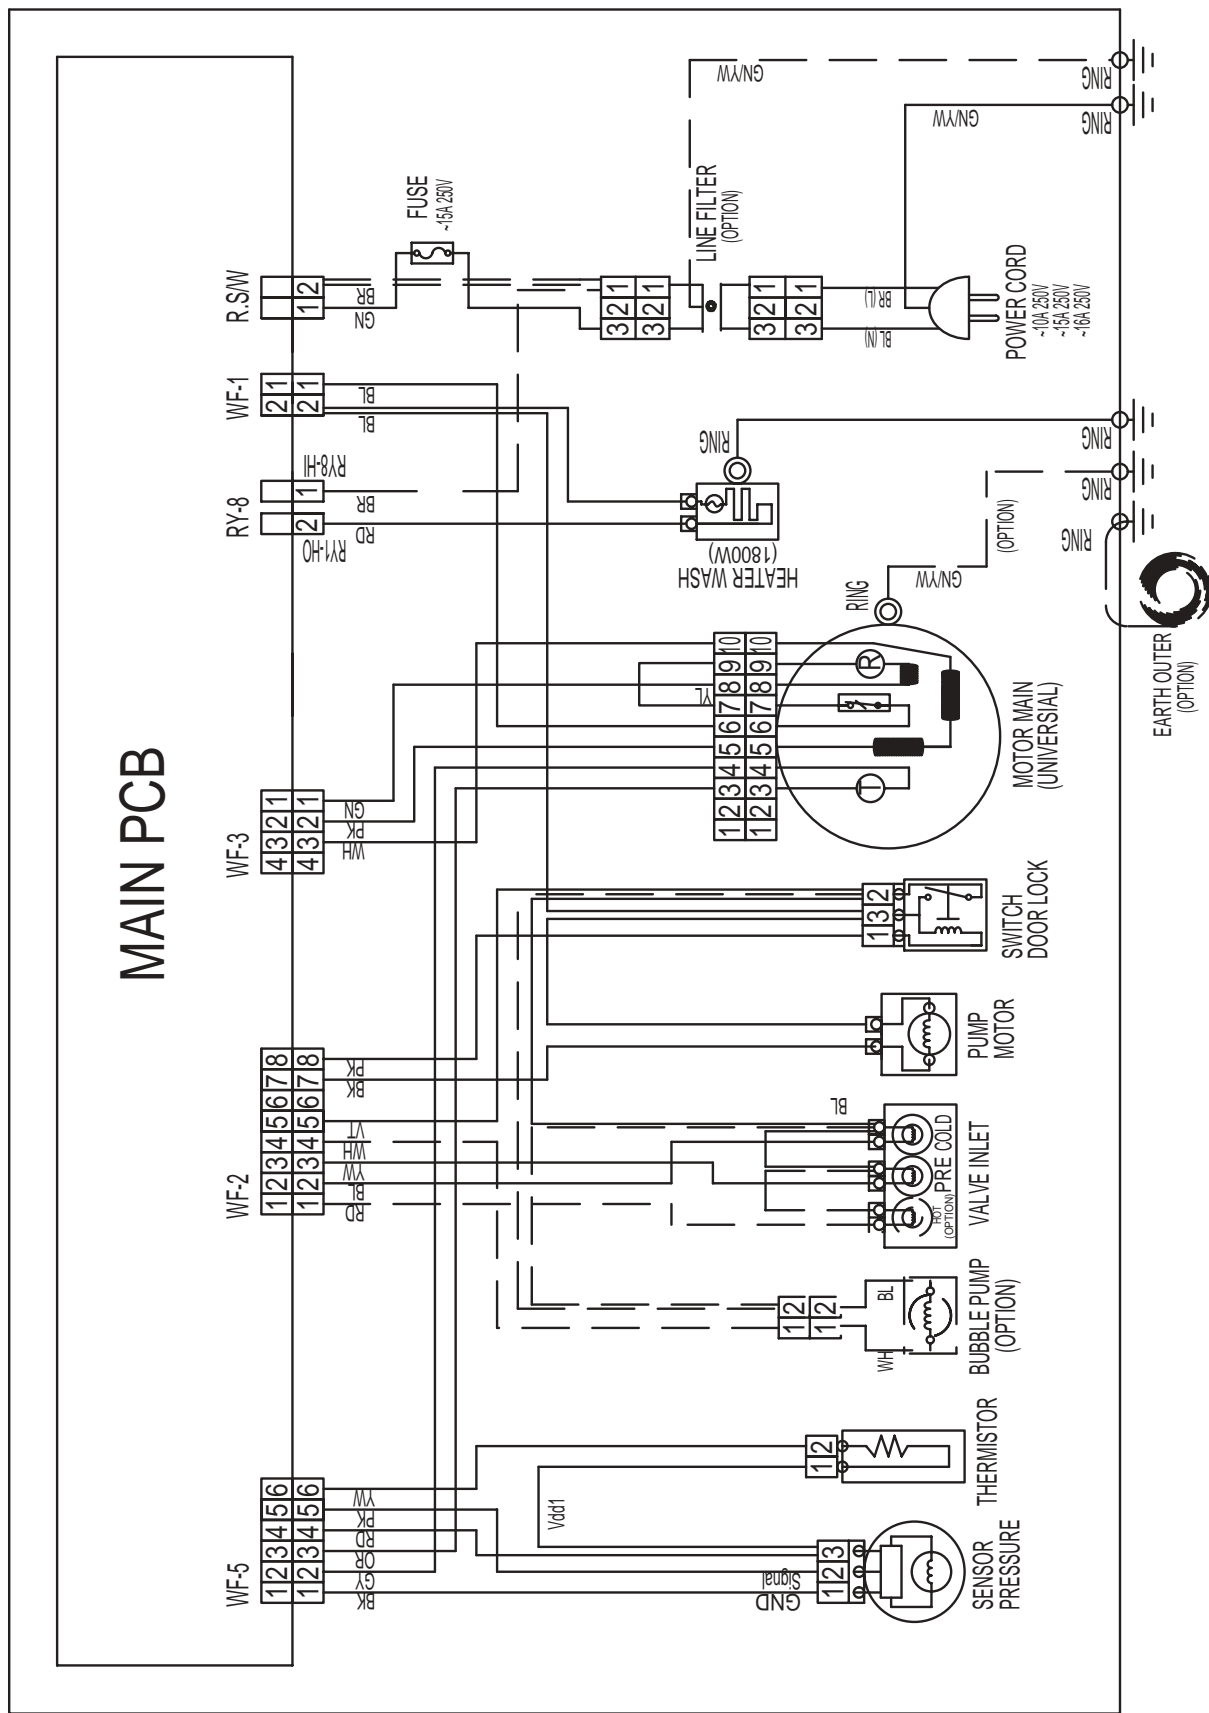 MAIN PCB
WF-5
1 2 3 4 5 6
1 2 3 4 5 6
BK
GY
OR
RD
PK
YW
WF-2
1 2 3 4 5 6 7 8
1 2 3 4 5 6 7 8
RD
BL
YW
WH
VT
BK
PK
WF-3
4 3 2 1
4 3 2 1
WH
PK
GN
RY-8
2 1
RY1-HO
RY8-HI
RD
BR
WF-1
2 1
2 1
BL
BL
R.S/W
1 2
GN
BR
FUSE
~15A 250V
3 2 1
3 2 1
LINE FILTER
(OPTION)
3 2 1
3 2 1
BL (N)
BR (L)
POWER CORD
~10A 250V
~15A 250V
~16A 250V
GN/YW
GN/YW
RING
RING
RING
HEATER WASH
(1800W)
RING
RING
RING
(OPTION)
GN/YW
RING
EARTH OUTER
(OPTION)
YL
1 2 3 4 5 6 7 8 9 10
1 2 3 4 5 6 7 8 9 10
T
R
MOTOR MAIN
(UNIVERSIAL)
1 3 2
SWITCH
DOOR LOCK
PUMP
MOTOR
BL
HOT
(OPTION)
PRE
COLD
VALVE INLET
1 2
1 2
WH
BL
BUBBLE PUMP
(OPTION)
1 2
THERMISTOR
Vdd1
GND
Signal
1 2 3
SENSOR
PRESSURE